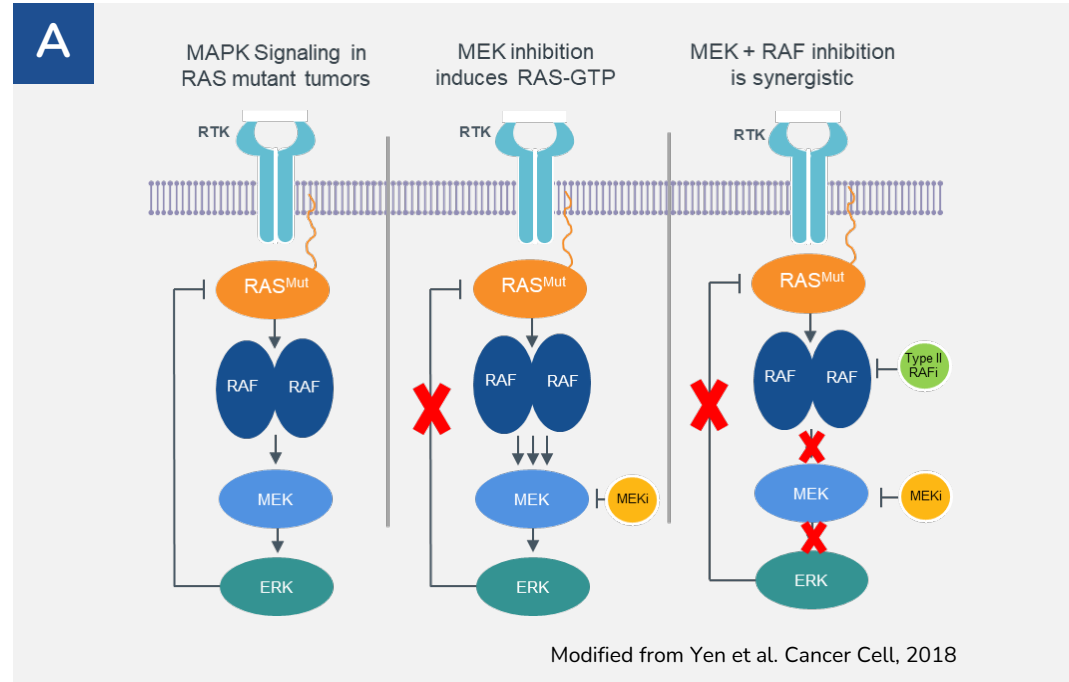 A
MAPK Signaling in
RAS mutant tumors
RTK
RASMut
RAF RAF
MEK
ERK
MEK inhibition
induces RAS-GTP
RTK
RASMut
RAF RAF
MEK
MEKi
ERK
MEK + RAF inhibition
is synergistic
RTK
RASMut
RAF RAF
Type II
RAFi
MEK
MEKi
ERK
Modified from Yen et al. Cancer Cell, 2018